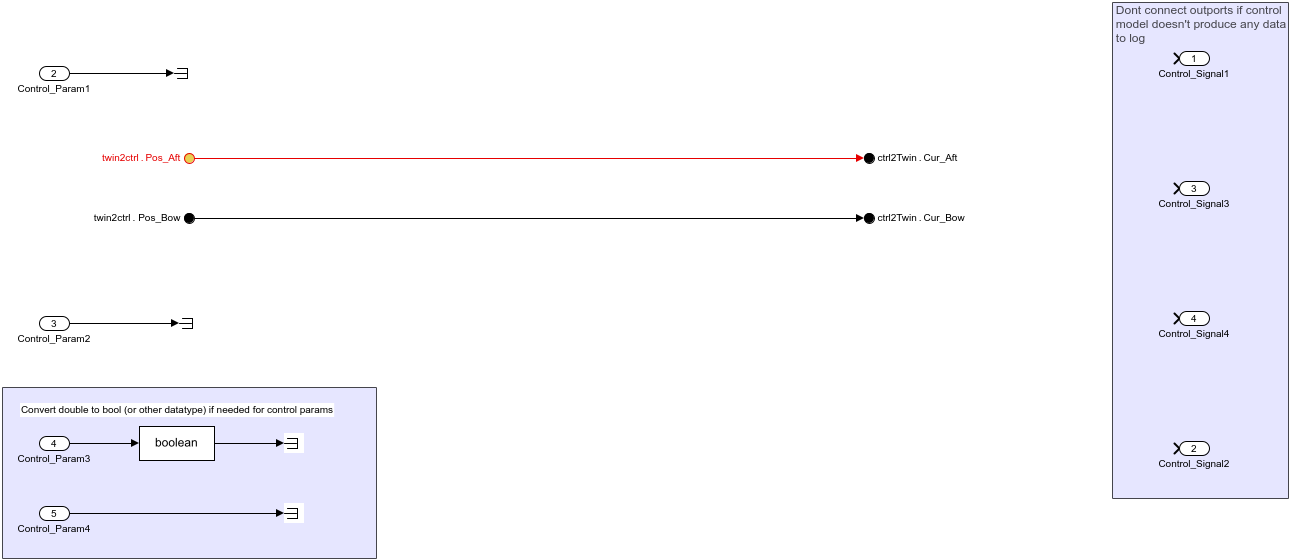 Dont connect outports if control
model doesn't produce any data
to log
1
Control_Signal1
2
Control_Param1
twin2ctrl . Pos_Aft
ctrl2Twin . Cur_Aft
3
Control_Signal3
twin2ctrl . Pos_Bow
ctrl2Twin . Cur_Bow
3
Control_Param2
4
Control_Signal4
Convert double to bool (or other datatype) if needed for control params
4
boolean
Control_Param3
2
Control_Signal2
5
Control_Param4